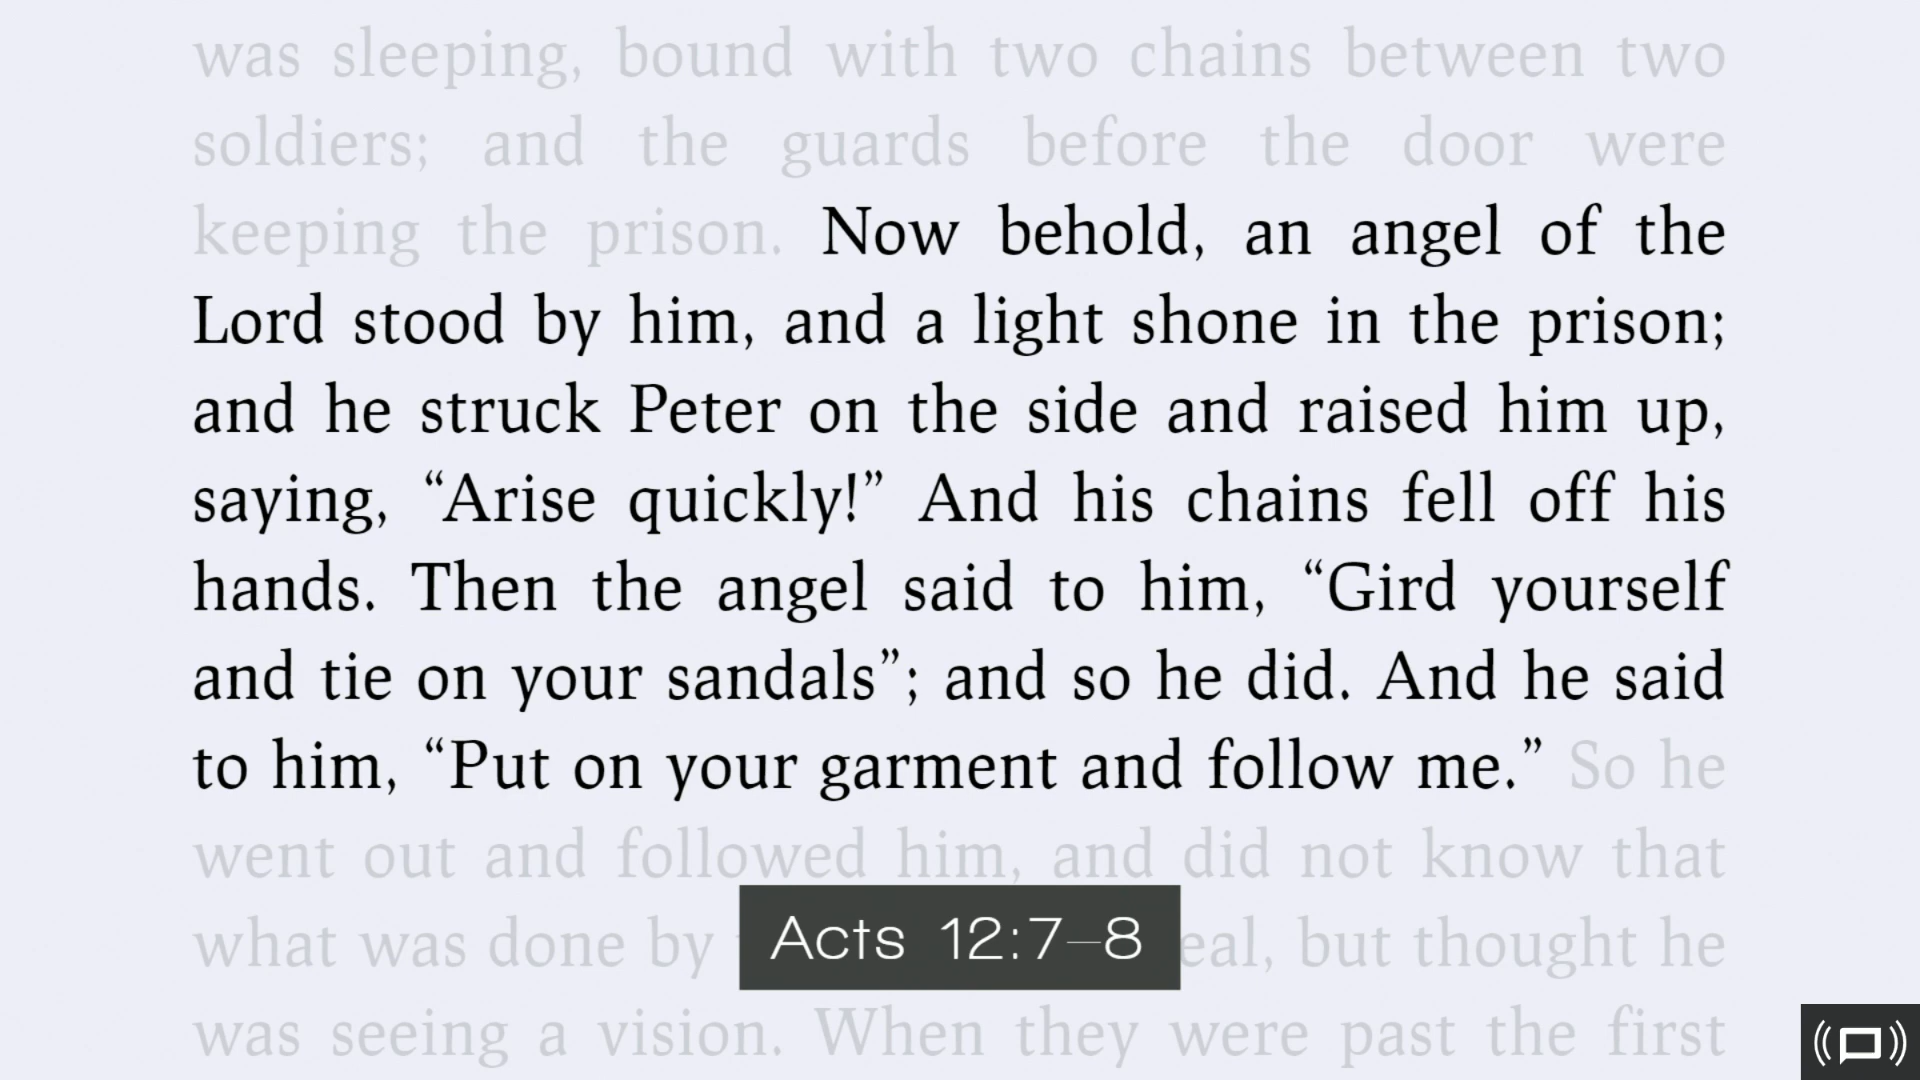 was sleeping, bound with two chains between two
soldiers; and the guards before the door were
keeping the prison. Now behold, an angel of the
Lord stood by him, and a light shone in the prison;
and he struck Peter on the side and raised him up,
saying, “Arise quickly!” And his chains fell off his
hands. Then the angel said to him, “Gird yourself
and tie on your sandals”; and so he did. And he said
to him, “Put on your garment and follow me.” So he
went out and followed him, and did not know that
what was done by eal, but thought he
Acts 12:7–8
was seeing a vision. When they were past the first